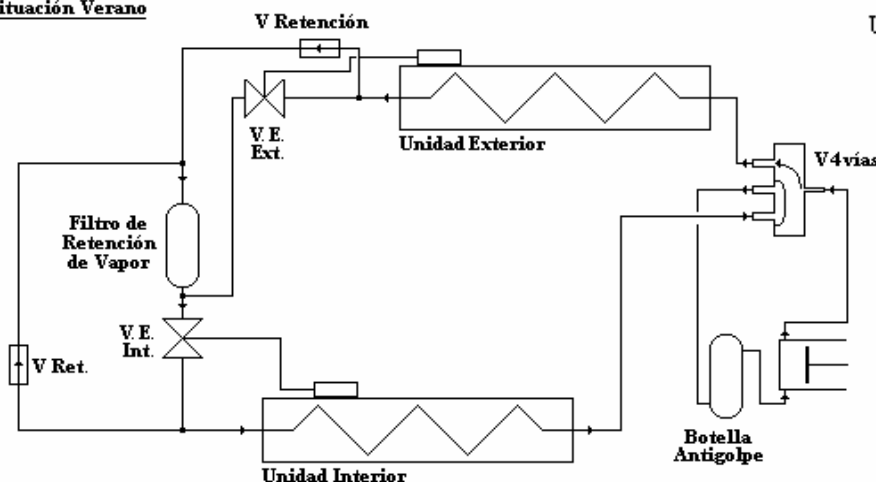 ituación Verano
V Retención
V. E.
Ext.
Unidad Exterior
V4vías
Filtro de
Retención
de Vapor
V. E.
Int.
V Ret.
Botella
Antigolpe
Unidad Interior